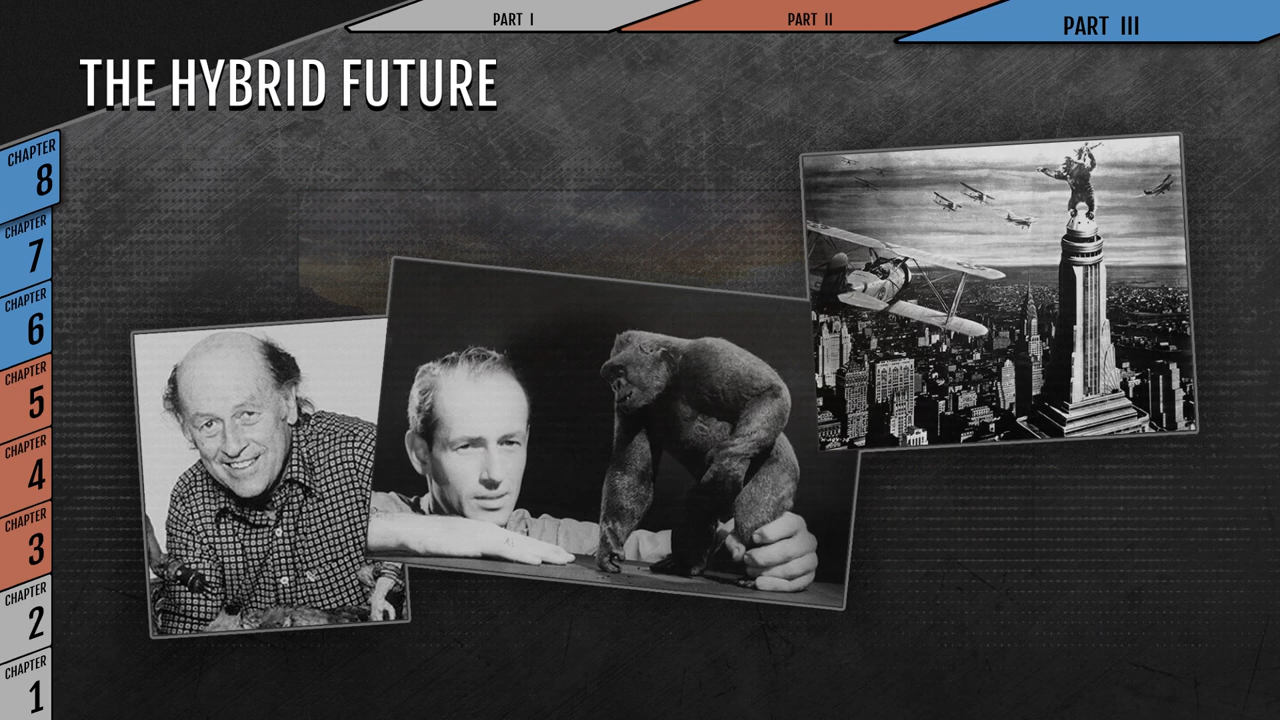 PART I
PART II
PART III
THE HYBRID FUTURE
CHAPTER
8
CHAPTER
7
CHAPTER
6
CHAPTER
5
CHAPTER
4
CHAPTER
3
CHAPTER
2
CHAPTER
1